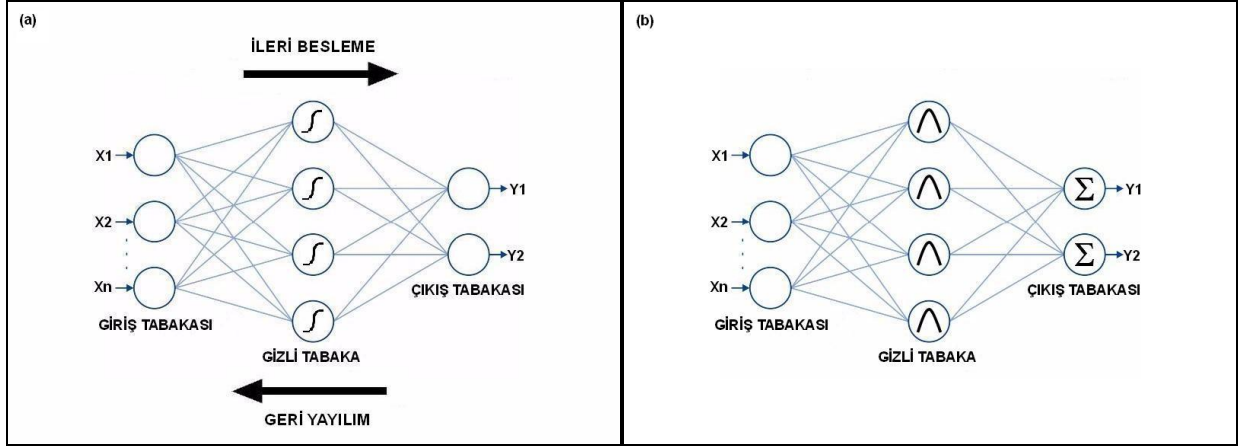 (a)
İLERİ BESLEME
X1
X2
Xn
Y1
Y2
GİRİŞ TABAKASI
GİZLİ TABAKA
ÇIKIŞ TABAKASI
GERİ YAYILIM
(b)
X1
X2
Xn
Σ Y1
Σ Y2
GİRİŞ TABAKASI
GİZLİ TABAKA
ÇIKIŞ TABAKASI